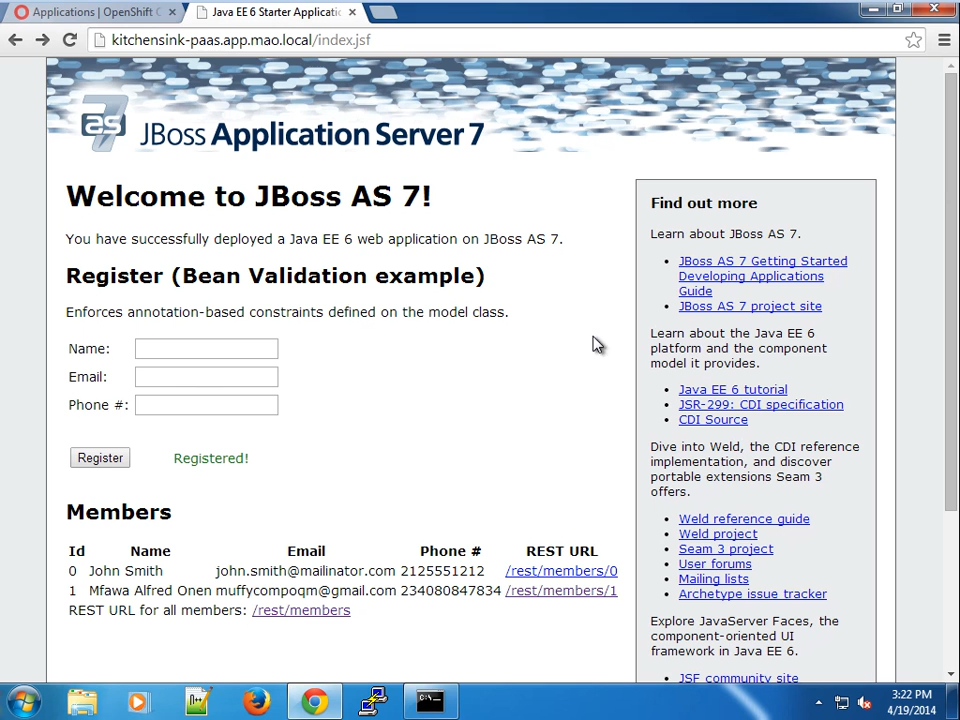 Applications | OpenShift C
Java EE 6 Starter Applicatio
kitchensink-paas.app.mao.local/index.jsf
as 7 JBoss Application Server 7
Welcome to JBoss AS 7!
You have successfully deployed a Java EE 6 web application on JBoss AS 7.
Register (Bean Validation example)
Enforces annotation-based constraints defined on the model class.
Name:
Email:
Phone #:
Register Registered!
Members
Id Name Email Phone # REST URL
0 John Smith john.smith@mailinator.com 2125551212 /rest/members/0
1 Mfawa Alfred Onen muffycompoqm@gmail.com 234080847834 /rest/members/1
REST URL for all members: /rest/members
Find out more
Learn about JBoss AS 7.
• JBoss AS 7 Getting Started
Developing Applications
Guide
• JBoss AS 7 project site
Learn about the Java EE 6
platform and the component
model it provides.
• Java EE 6 tutorial
• JSR-299: CDI specification
• CDI Source
Dive into Weld, the CDI reference
implementation, and discover
portable extensions Seam 3
offers.
• Weld reference guide
• Weld project
• Seam 3 project
• User forums
• Mailing lists
• Archetype issue tracker
Explore JavaServer Faces, the
component-oriented UI
framework in Java EE 6.
• JSF community site
3:22 PM
4/19/2014